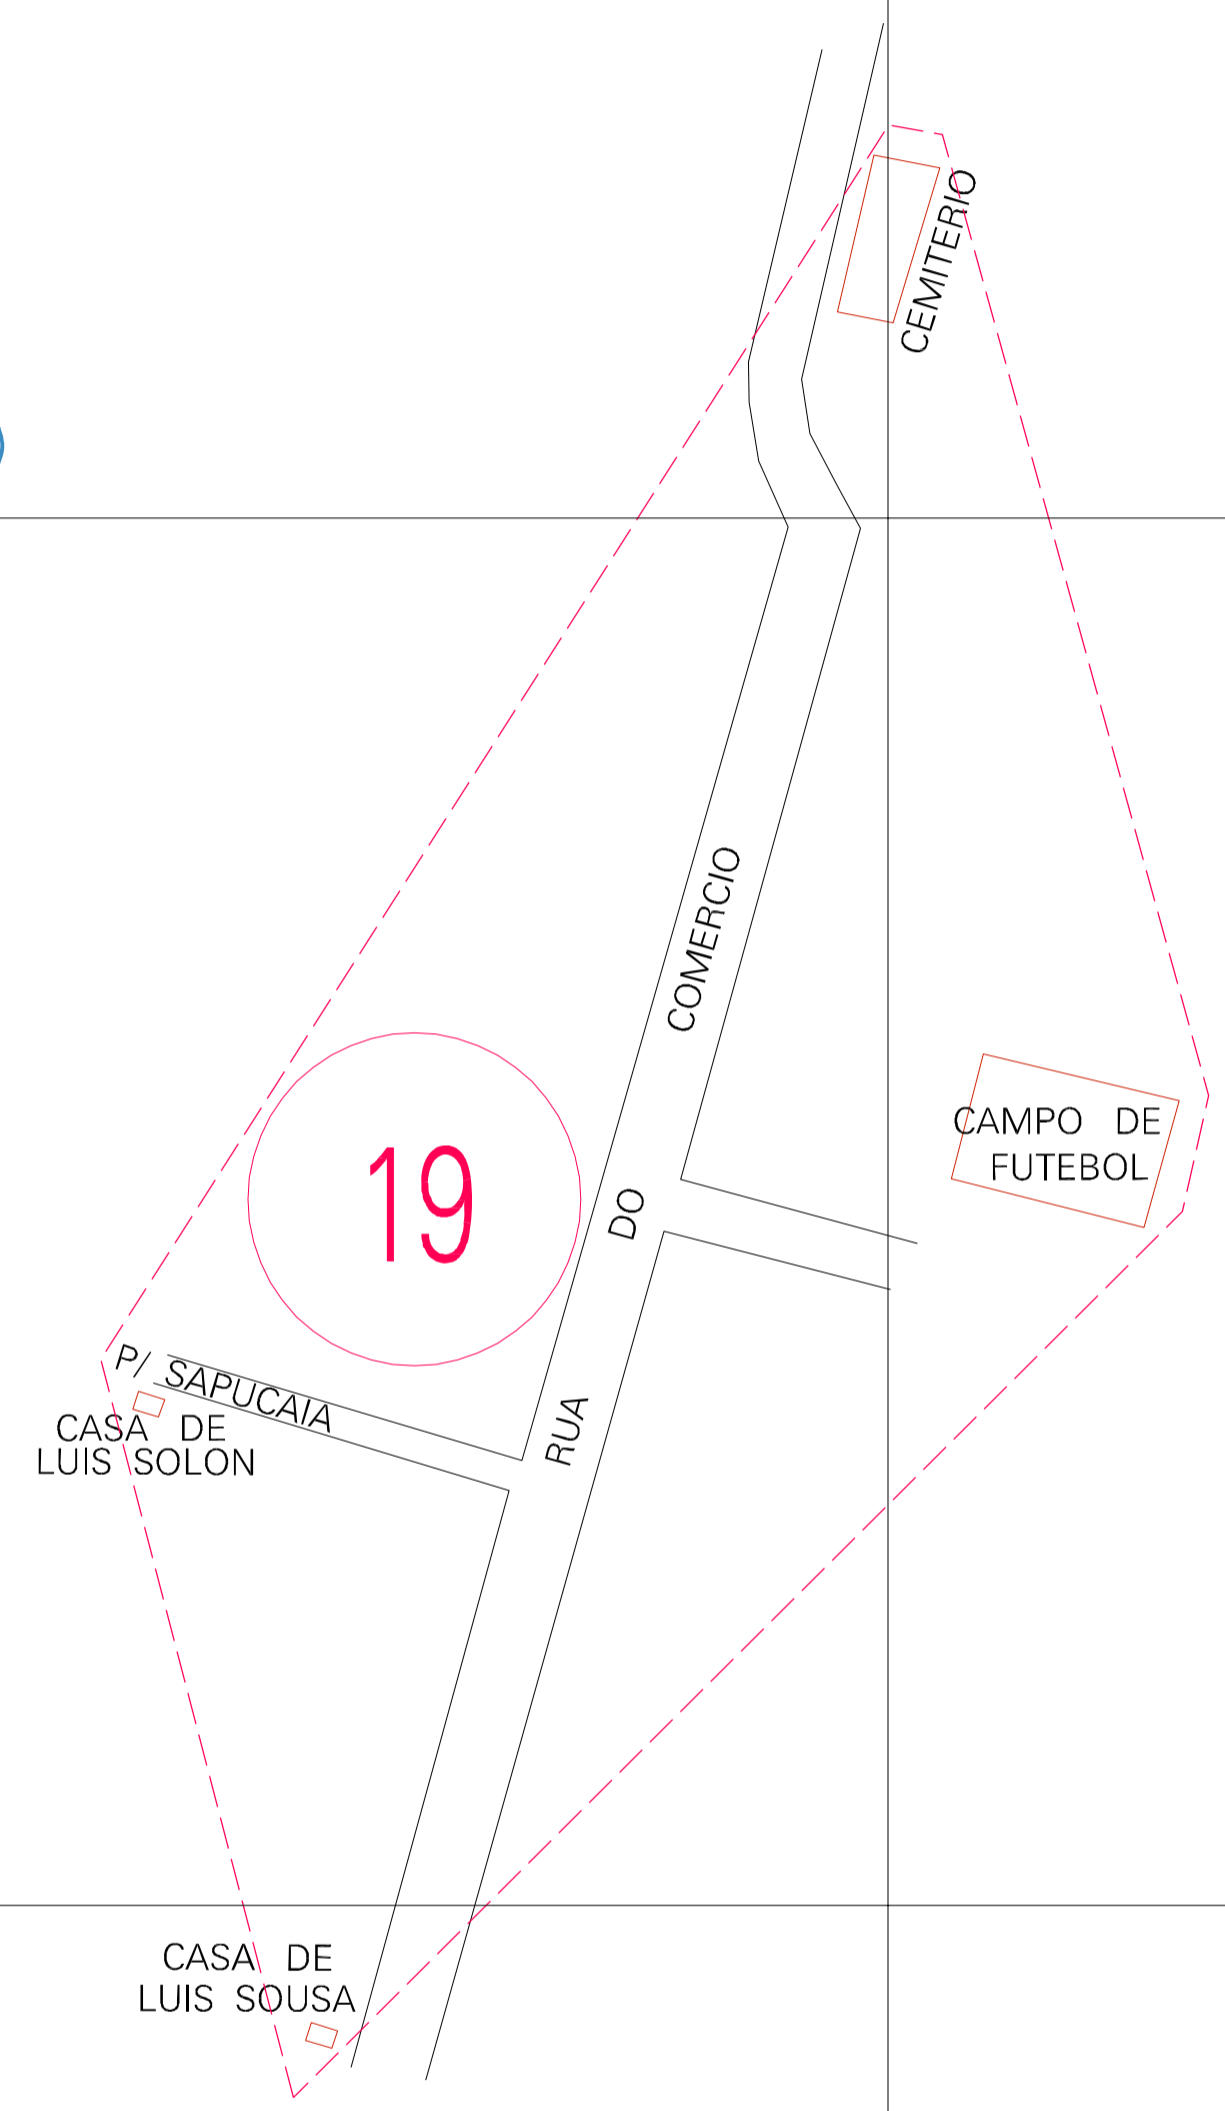 CEMITERIO
RUA DO COMERCIO
CAMPO DE
FUTEBOL
19
P/ SAPUCAIA
CASA DE
LUIS SOLON
CASA DE
LUIS SOUSA